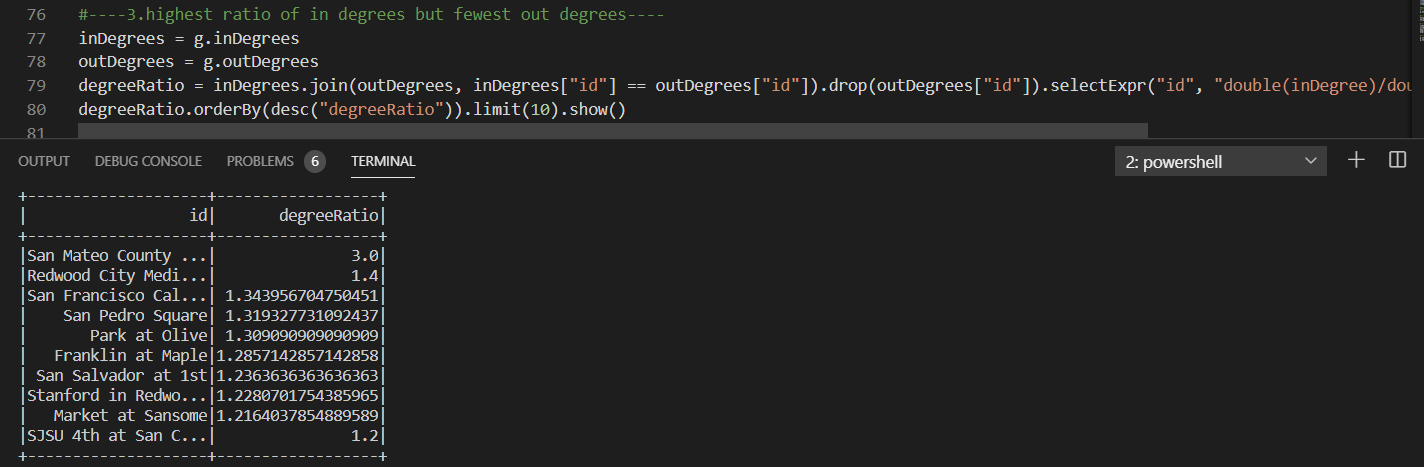 76 #----3.highest ratio of in degrees but fewest out degrees----
77 inDegrees = g.inDegrees
78 outDegrees = g.outDegrees
79 degreeRatio = inDegrees.join(outDegrees, inDegrees["id"] == outDegrees["id"]).drop(outDegrees["id"]).selectExpr("id", "double(inDegree)/dou
80 degreeRatio.orderBy(desc("degreeRatio")).limit(10).show()
81
OUTPUT DEBUG CONSOLE PROBLEMS 6 TERMINAL 2: powershell
+--------------------+------------------+
|                  id|       degreeRatio|
+--------------------+------------------+
|San Mateo County ...|               3.0|
|Redwood City Medi...|               1.4|
|San Francisco Cal...| 1.343956704750451|
|    San Pedro Square| 1.319327731092437|
|       Park at Olive| 1.309090909090909|
|   Franklin at Maple|1.2857142857142858|
| San Salvador at 1st|1.2363636363636363|
|Stanford in Redwo...|1.2280701754385965|
|   Market at Sansome|1.2164037854889589|
|SJSU 4th at San C...|               1.2|
+--------------------+------------------+